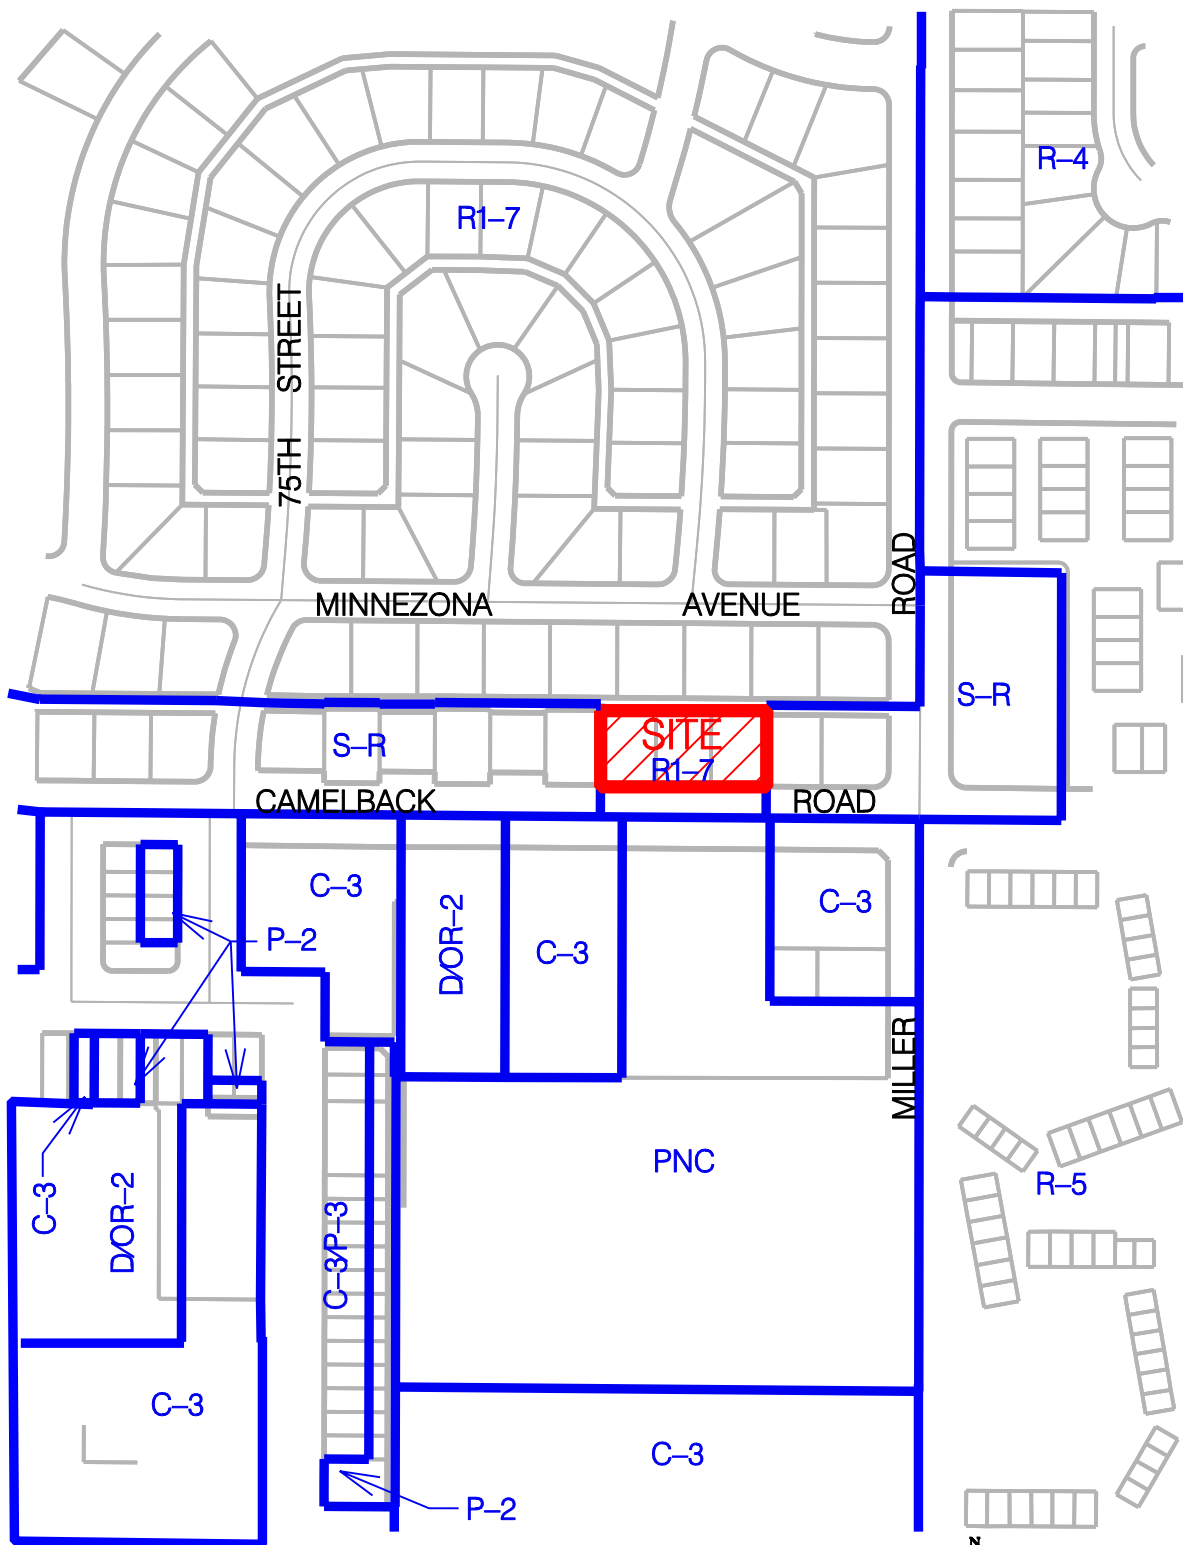 R–4
R1–7
75TH STREET
ROAD
MINNEZONA AVENUE
S–R
SITE
S–R
R1–7
CAMELBACK ROAD
C–3
C–3
D/OR–2
P–2
C–3
MILLER
PNC
R–5
C–3
D/OR–2
C–3/P–3
C–3
C–3
P–2